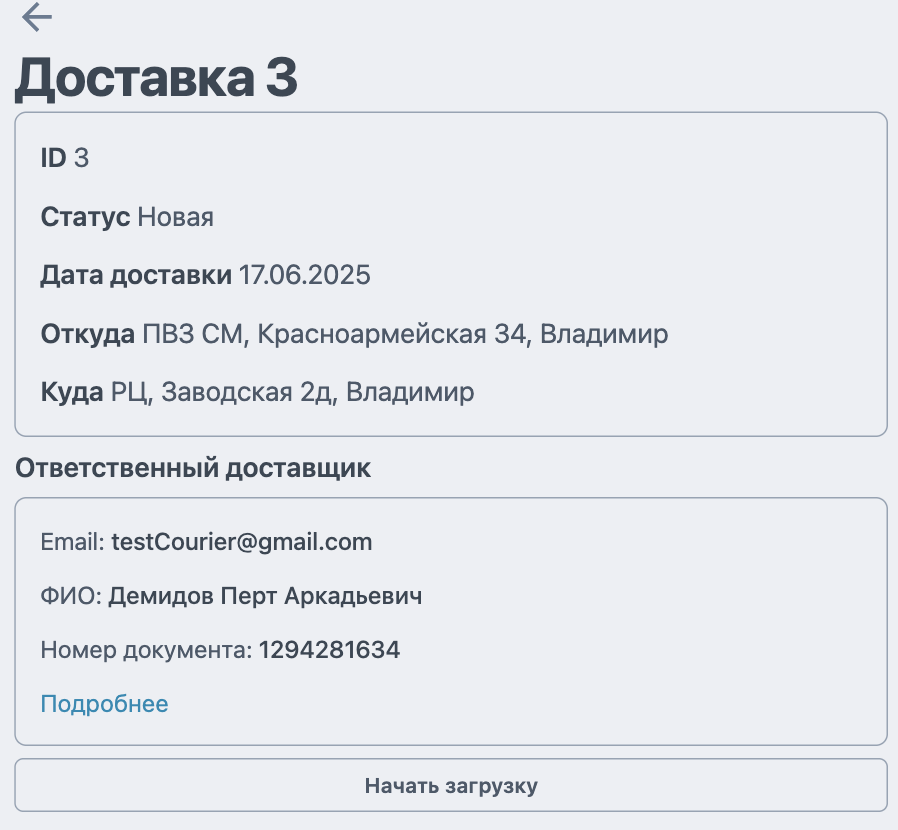 Доставка 3
ID 3
Статус Новая
Дата доставки 17.06.2025
Откуда ПВЗ СМ, Красноармейская 34, Владимир
Куда РЦ, Заводская 2д, Владимир
Ответственный доставщик
Email: testCourier@gmail.com
ФИО: Демидов Перт Аркадьевич
Номер документа: 1294281634
Подробнее
Начать загрузку